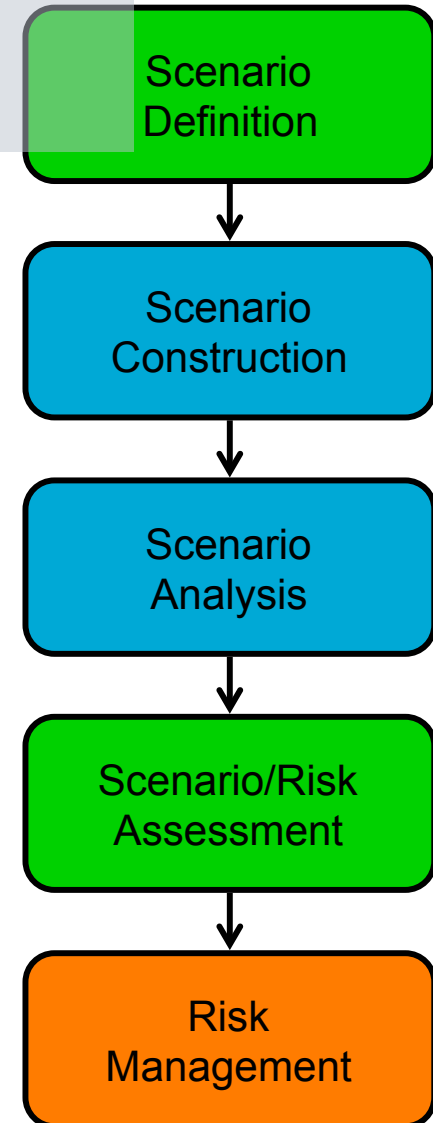 Scenario
Definition
Scenario
Construction
Scenario
Analysis
Scenario/Risk
Assessment
Risk
Management